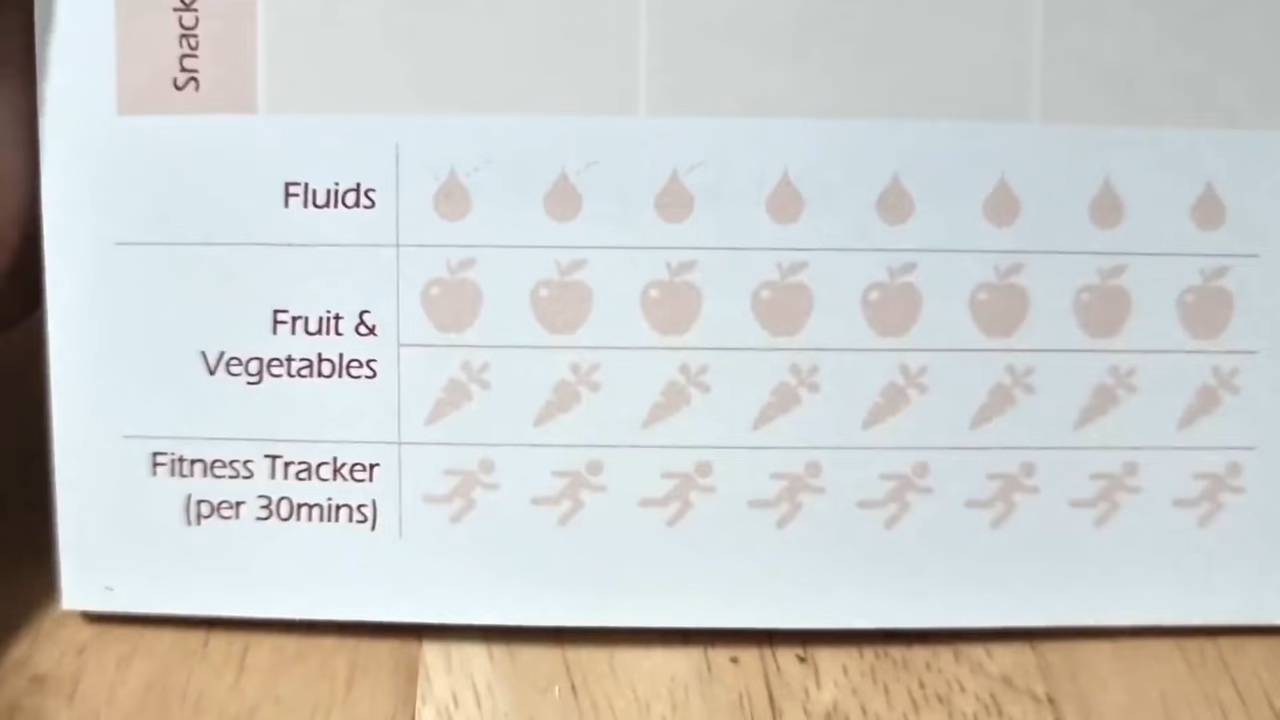 Snack
Fluids
Fruit &
Vegetables
Fitness Tracker
(per 30mins)